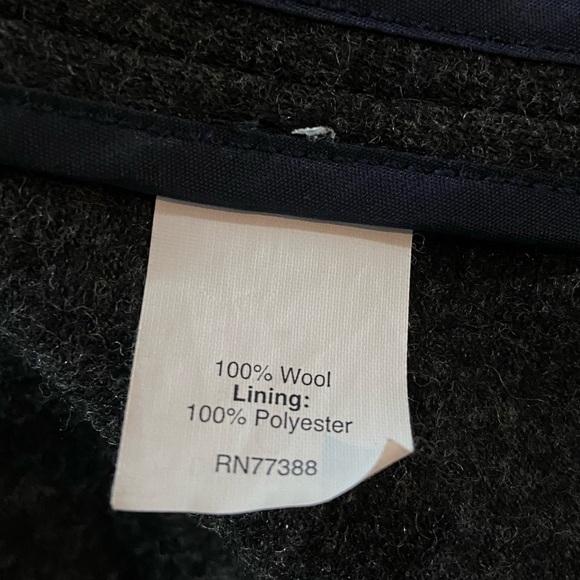 100% Wool
Lining:
100% Polyester
RN77388